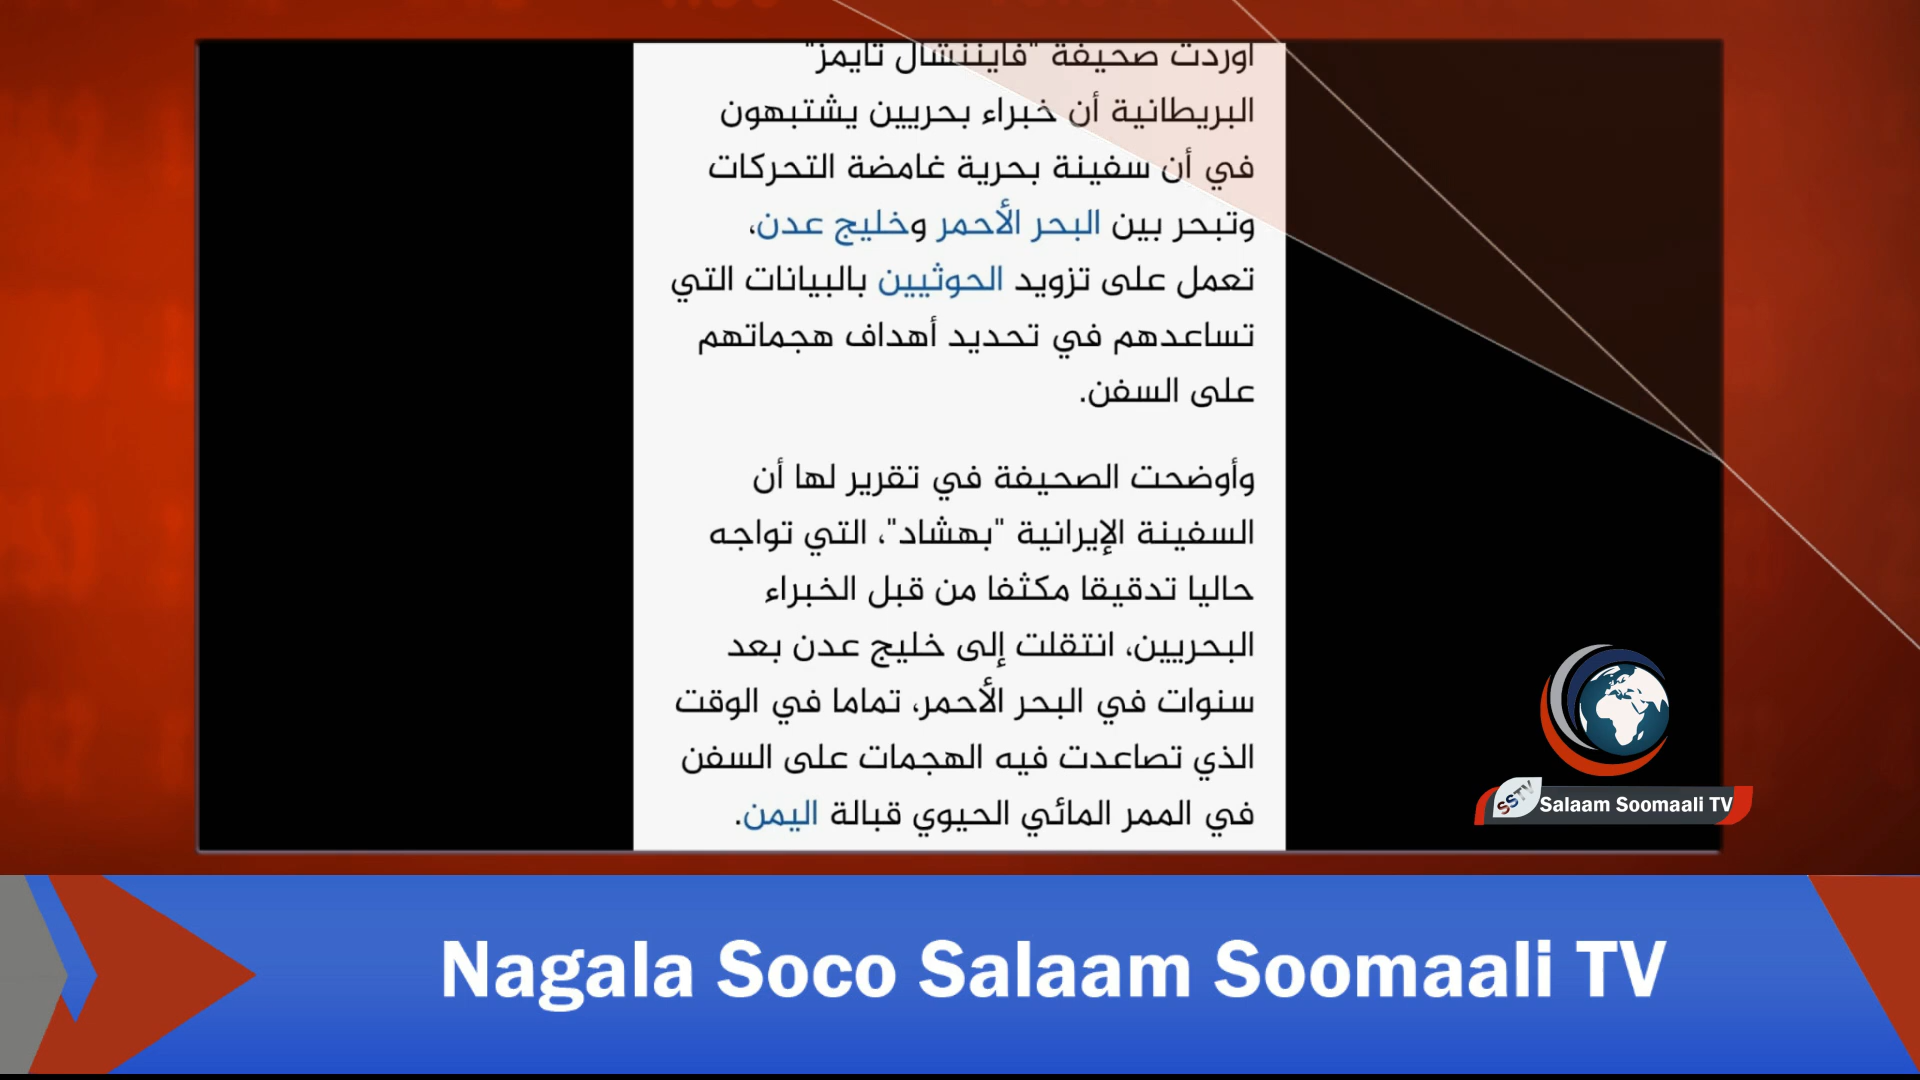 أوردت صحيفة "فايننشال تايمز"
البريطانية أن خبراء بحريين يشتبهون
في أن سفينة بحرية غامضة التحركات
وتبحر بين البحر الأحمر وخليج عدن،
تعمل على تزويد الحوثيين بالبيانات التي
تساعدهم في تحديد أهداف هجماتهم
على السفن.
وأوضحت الصحيفة في تقرير لها أن
السفينة الإيرانية "بهشاد"، التي تواجه
حاليا تدقيقا مكثفا من قبل الخبراء
البحريين، انتقلت إلى خليج عدن بعد
سنوات في البحر الأحمر، تماما في الوقت
الذي تصاعدت فيه الهجمات على السفن
في الممر المائي الحيوي قبالة اليمن.
SSTV Salaam Soomaali TV
Nagala Soco Salaam Soomaali TV